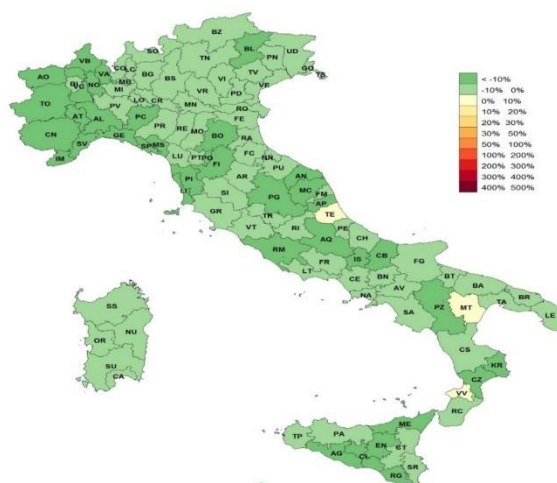 BZ
SO
BL
UD
VB
TN
PN
AO
VA
CO
LC
BG
BS
VI
TV
GO
TS
NO
MB
MI
VR
PD
VE
TO
PV
LO
CR
MN
RO
AT
AL
PC
FE
CN
GE
PR
RE
MO
BO
RA
SV
SP
MS
FC
IM
LU
PT
PO
FI
RN
PU
PI
AR
AN
LI
SI
PG
MC
FM
AP
GR
TR
TE
VT
RI
PE
AQ
CH
RM
CB
FR
IS
FG
LT
CE
BN
BT
BA
NA
AV
BR
SA
PZ
MT
TA
LE
SS
NU
OR
CS
SU
CA
KR
CZ
VV
RC
ME
TP
PA
EN
CT
AG
CL
SR
RG
< -10%
-10% 0%
0% 10%
10% 20%
20% 30%
30% 50%
50% 100%
100% 200%
200% 300%
300% 400%
400% 500%